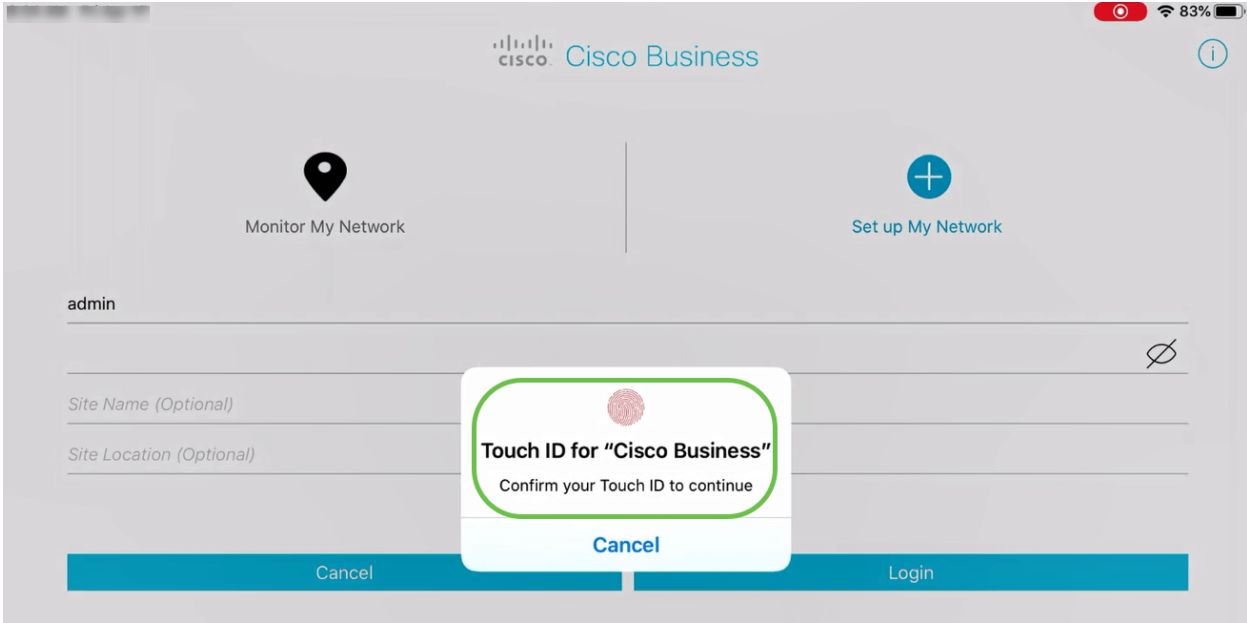 83%
cisco Cisco Business
i
Monitor My Network
Set up My Network
admin
Site Name (Optional)
Site Location (Optional)
Touch ID for “Cisco Business”
Confirm your Touch ID to continue
Cancel
Cancel
Login